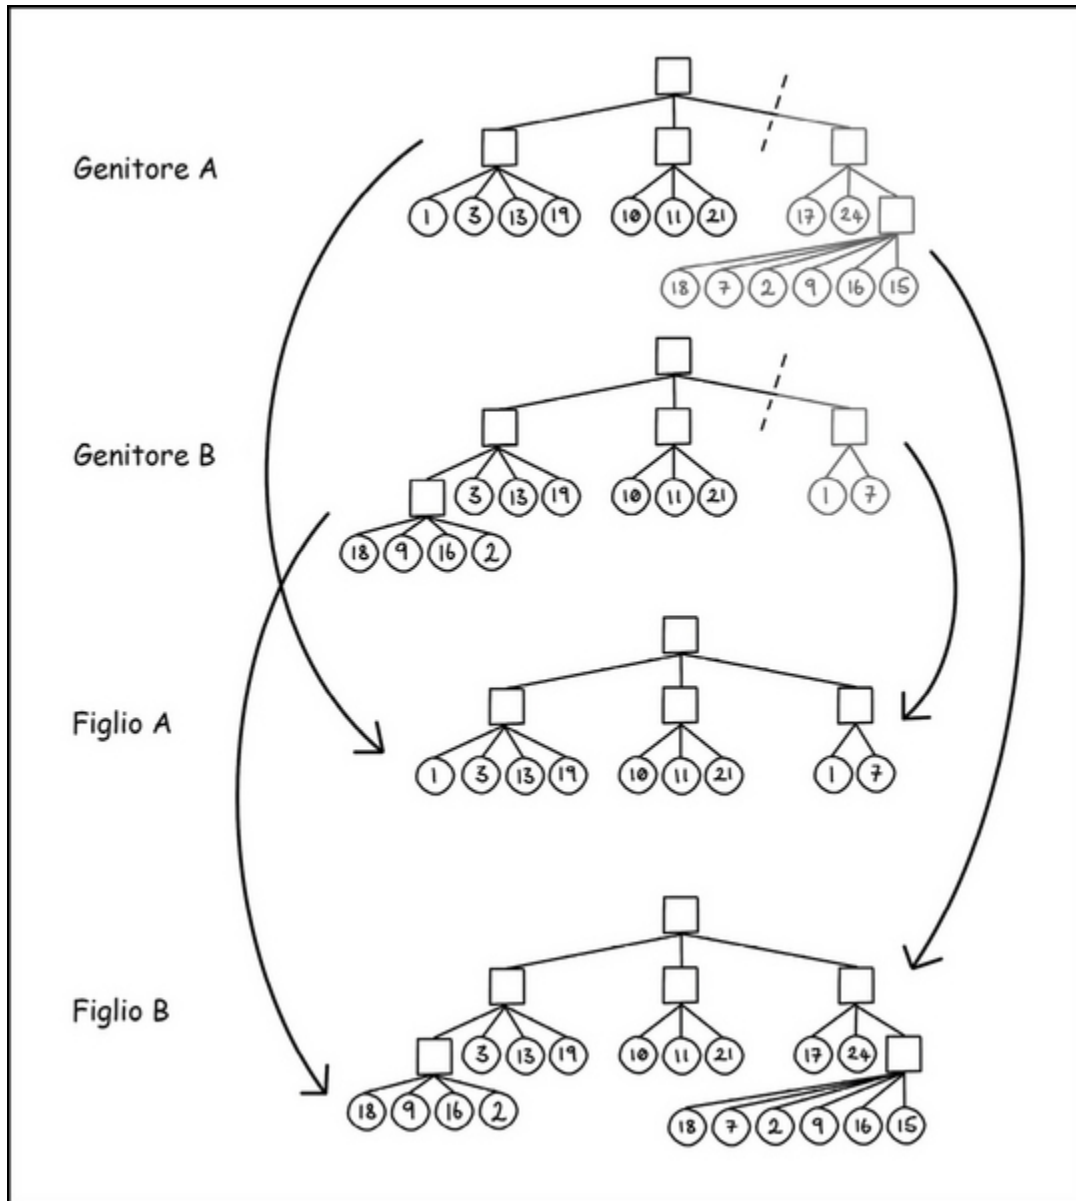 Genitore A
1 3 13 19 10 11 21 17 24
18 7 2 9 16 15
Genitore B
3 13 19 10 11 21 1 7
18 9 16 2
Figlio A
1 3 13 19 10 11 21 1 7
Figlio B
3 13 19 10 11 21 17 24
18 9 16 2 18 7 2 9 16 15